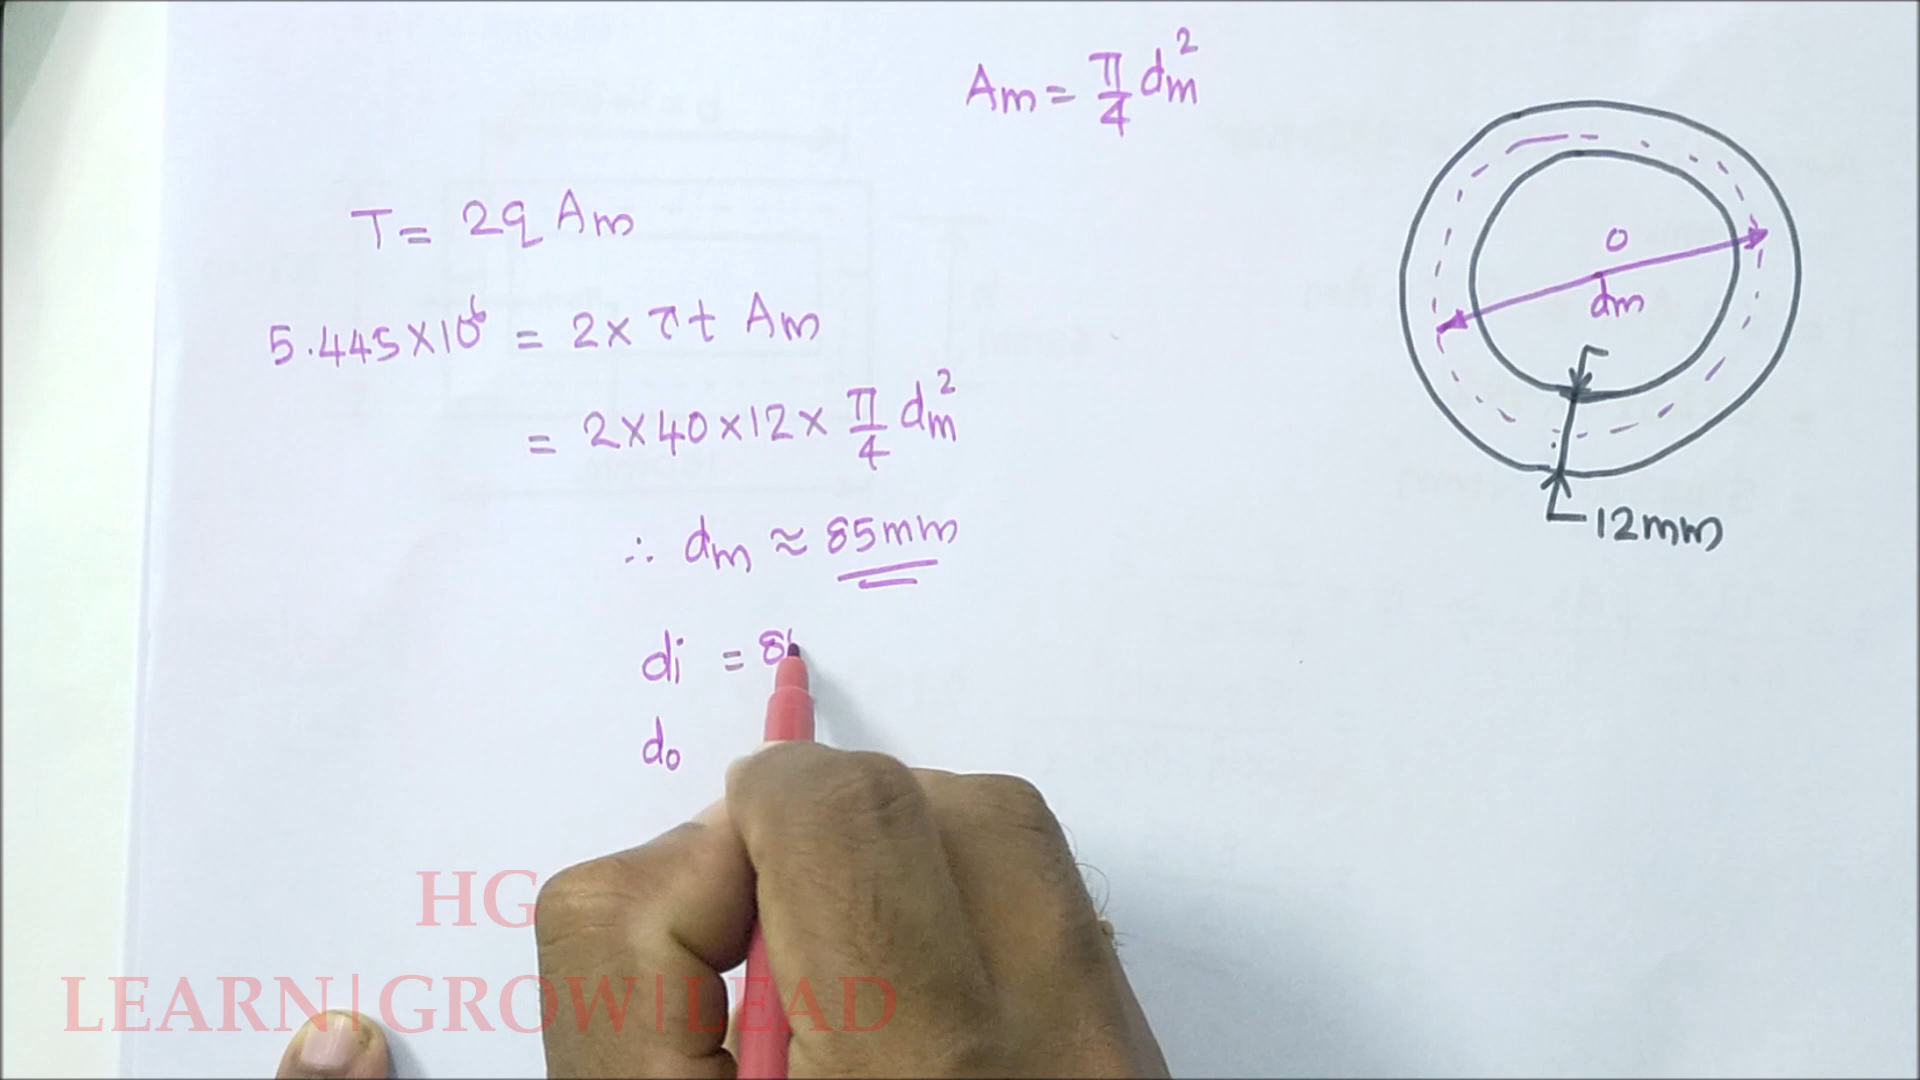 Am = π/4 dm²
T = 2q Am
5.445×10⁶ = 2× τt Am
= 2×40×12× π/4 dm²
∴ dm ≈ 85mm
di = 8
do
o
dm
12mm
HG
LEARN|GROW|LEAD